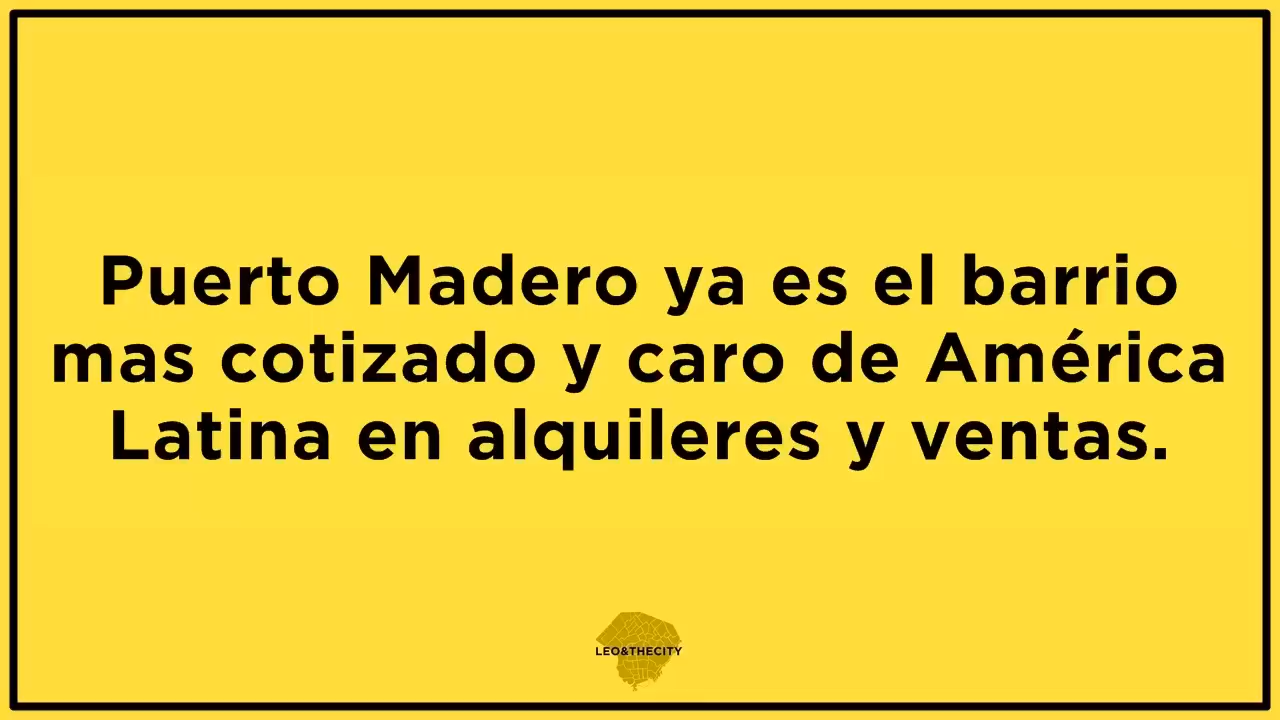 Puerto Madero ya es el barrio
mas cotizado y caro de América
Latina en alquileres y ventas.
LEO&THECITY